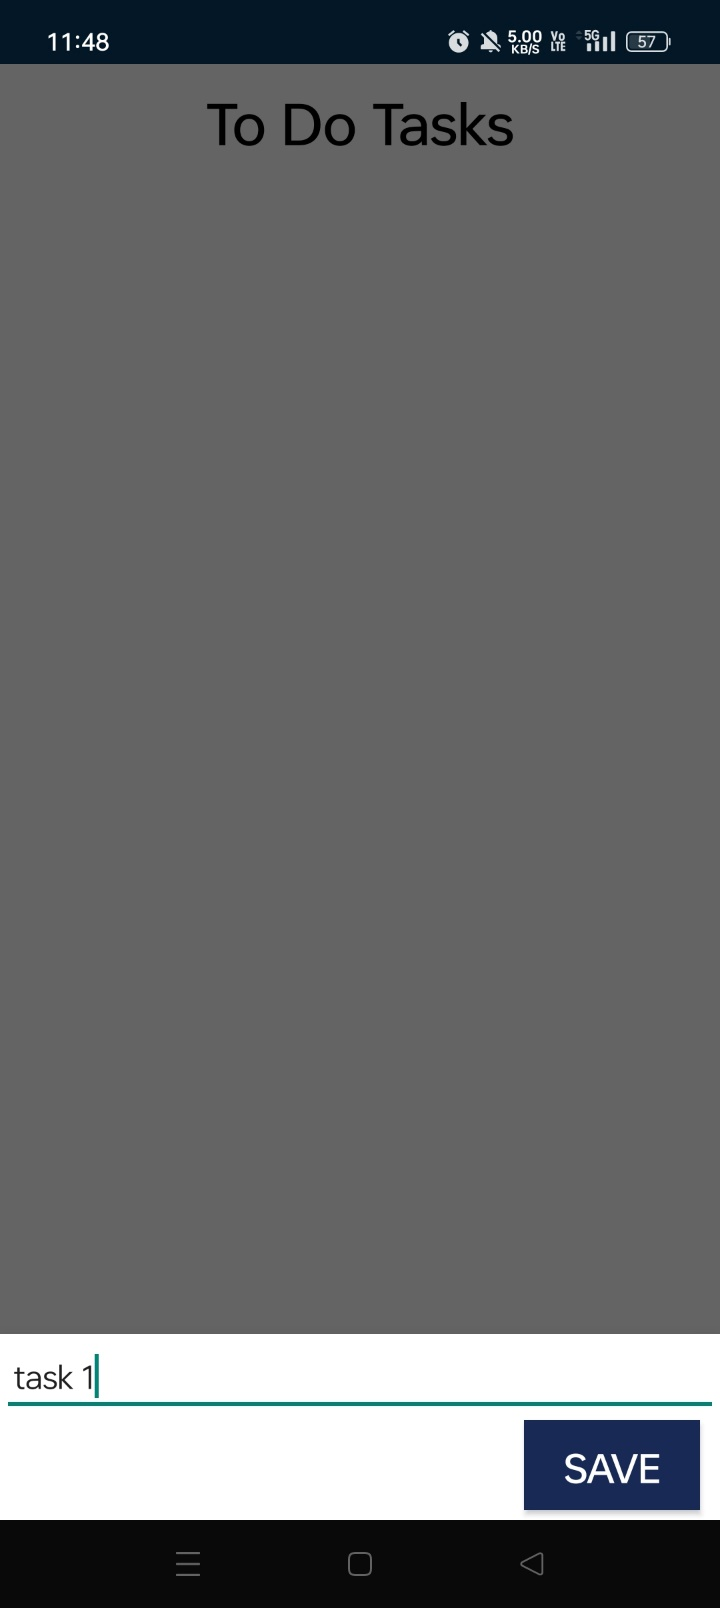 11:48
5.00
KB/S
Vo
LTE
5G
57
To Do Tasks
task 1
SAVE